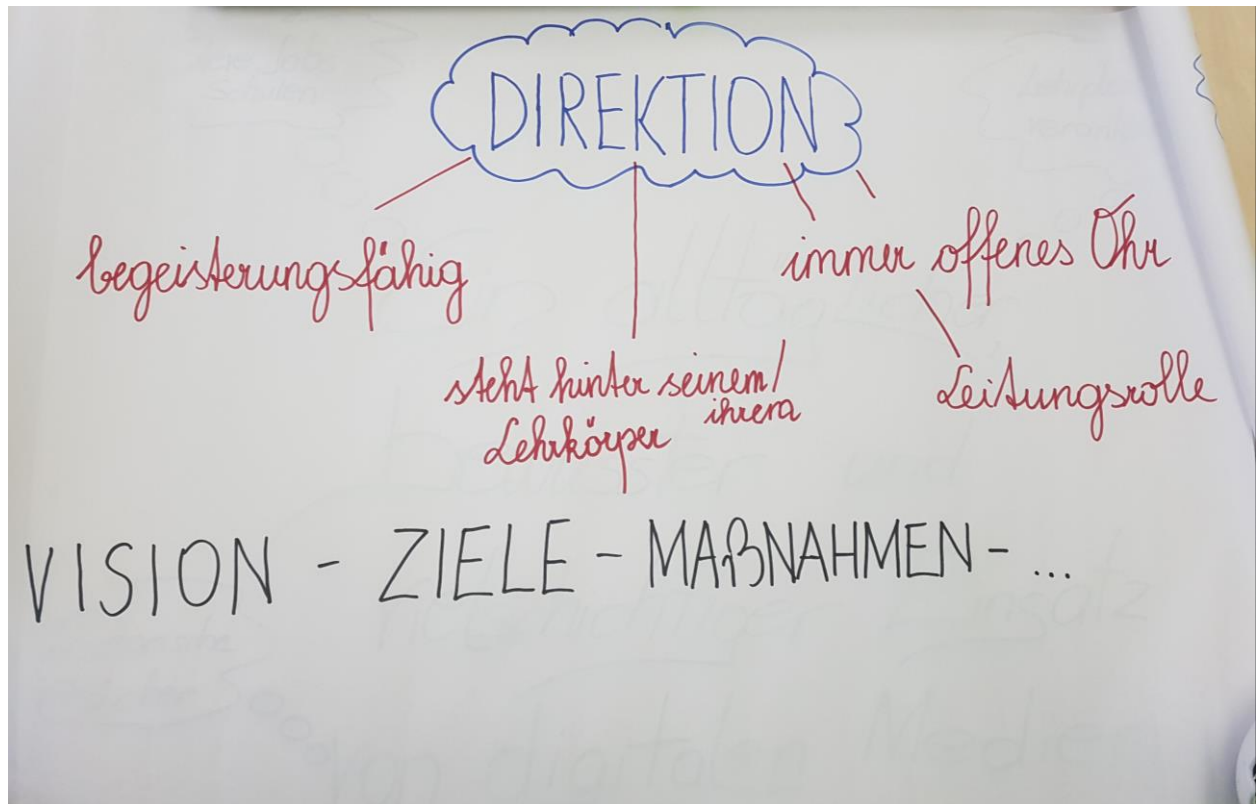 DIREKTION
begeisterungsfähig
immer offenes Ohr
steht hinter seinem/
ihrem
Lehrkörper
Leitungsrolle
VISION - ZIELE - MAßNAHMEN - ...